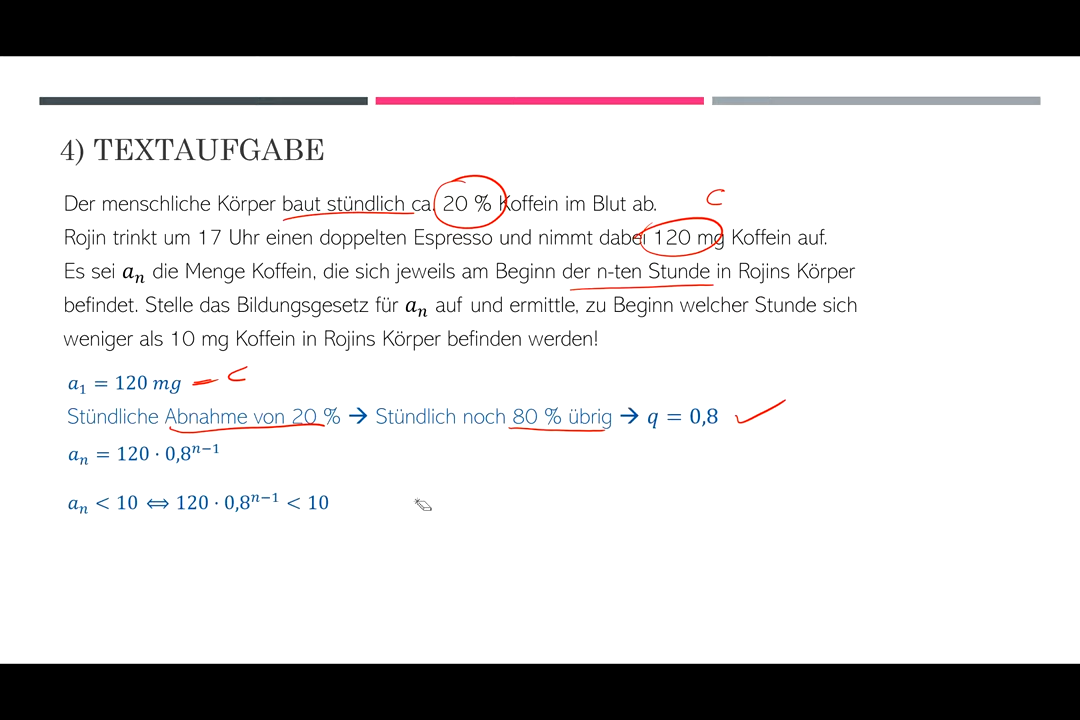 4) TEXTAUFGABE
Der menschliche Körper baut stündlich ca. 20 % Koffein im Blut ab. C
Rojin trinkt um 17 Uhr einen doppelten Espresso und nimmt dabei 120 mg Koffein auf.
Es sei aₙ die Menge Koffein, die sich jeweils am Beginn der n-ten Stunde in Rojins Körper
befindet. Stelle das Bildungsgesetz für aₙ auf und ermittle, zu Beginn welcher Stunde sich
weniger als 10 mg Koffein in Rojins Körper befinden werden!
a₁ = 120 mg – C
Stündliche Abnahme von 20 % → Stündlich noch 80 % übrig → q = 0,8
aₙ = 120 · 0,8ⁿ⁻¹
aₙ < 10 ⟺ 120 · 0,8ⁿ⁻¹ < 10